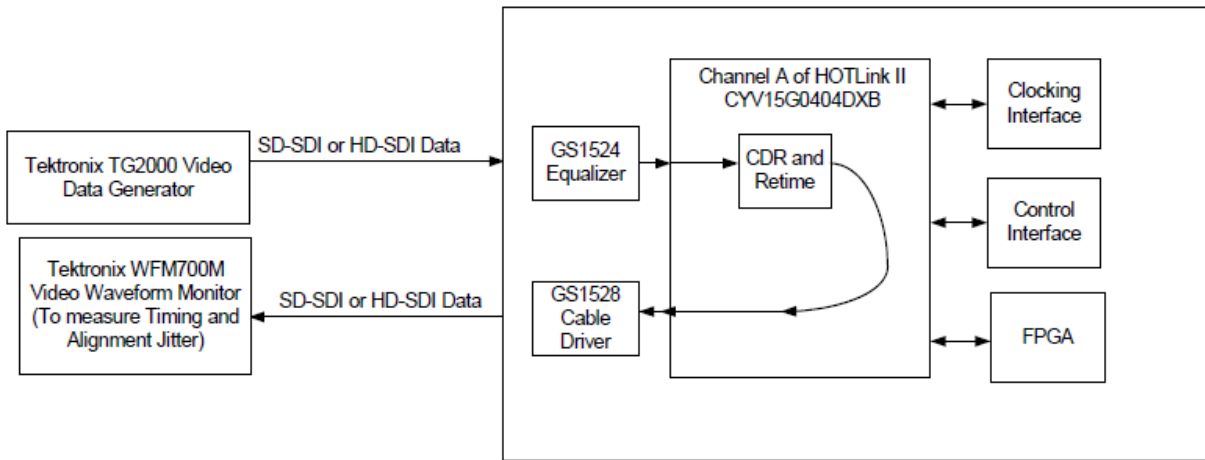 Tektronix TG2000 Video
Data Generator
SD-SDI or HD-SDI Data
Tektronix WFM700M
Video Waveform Monitor
(To measure Timing and
Alignment Jitter)
SD-SDI or HD-SDI Data
GS1524
Equalizer
GS1528
Cable
Driver
Channel A of HOTLink II
CYV15G0404DXB
CDR and
Retime
Clocking
Interface
Control
Interface
FPGA